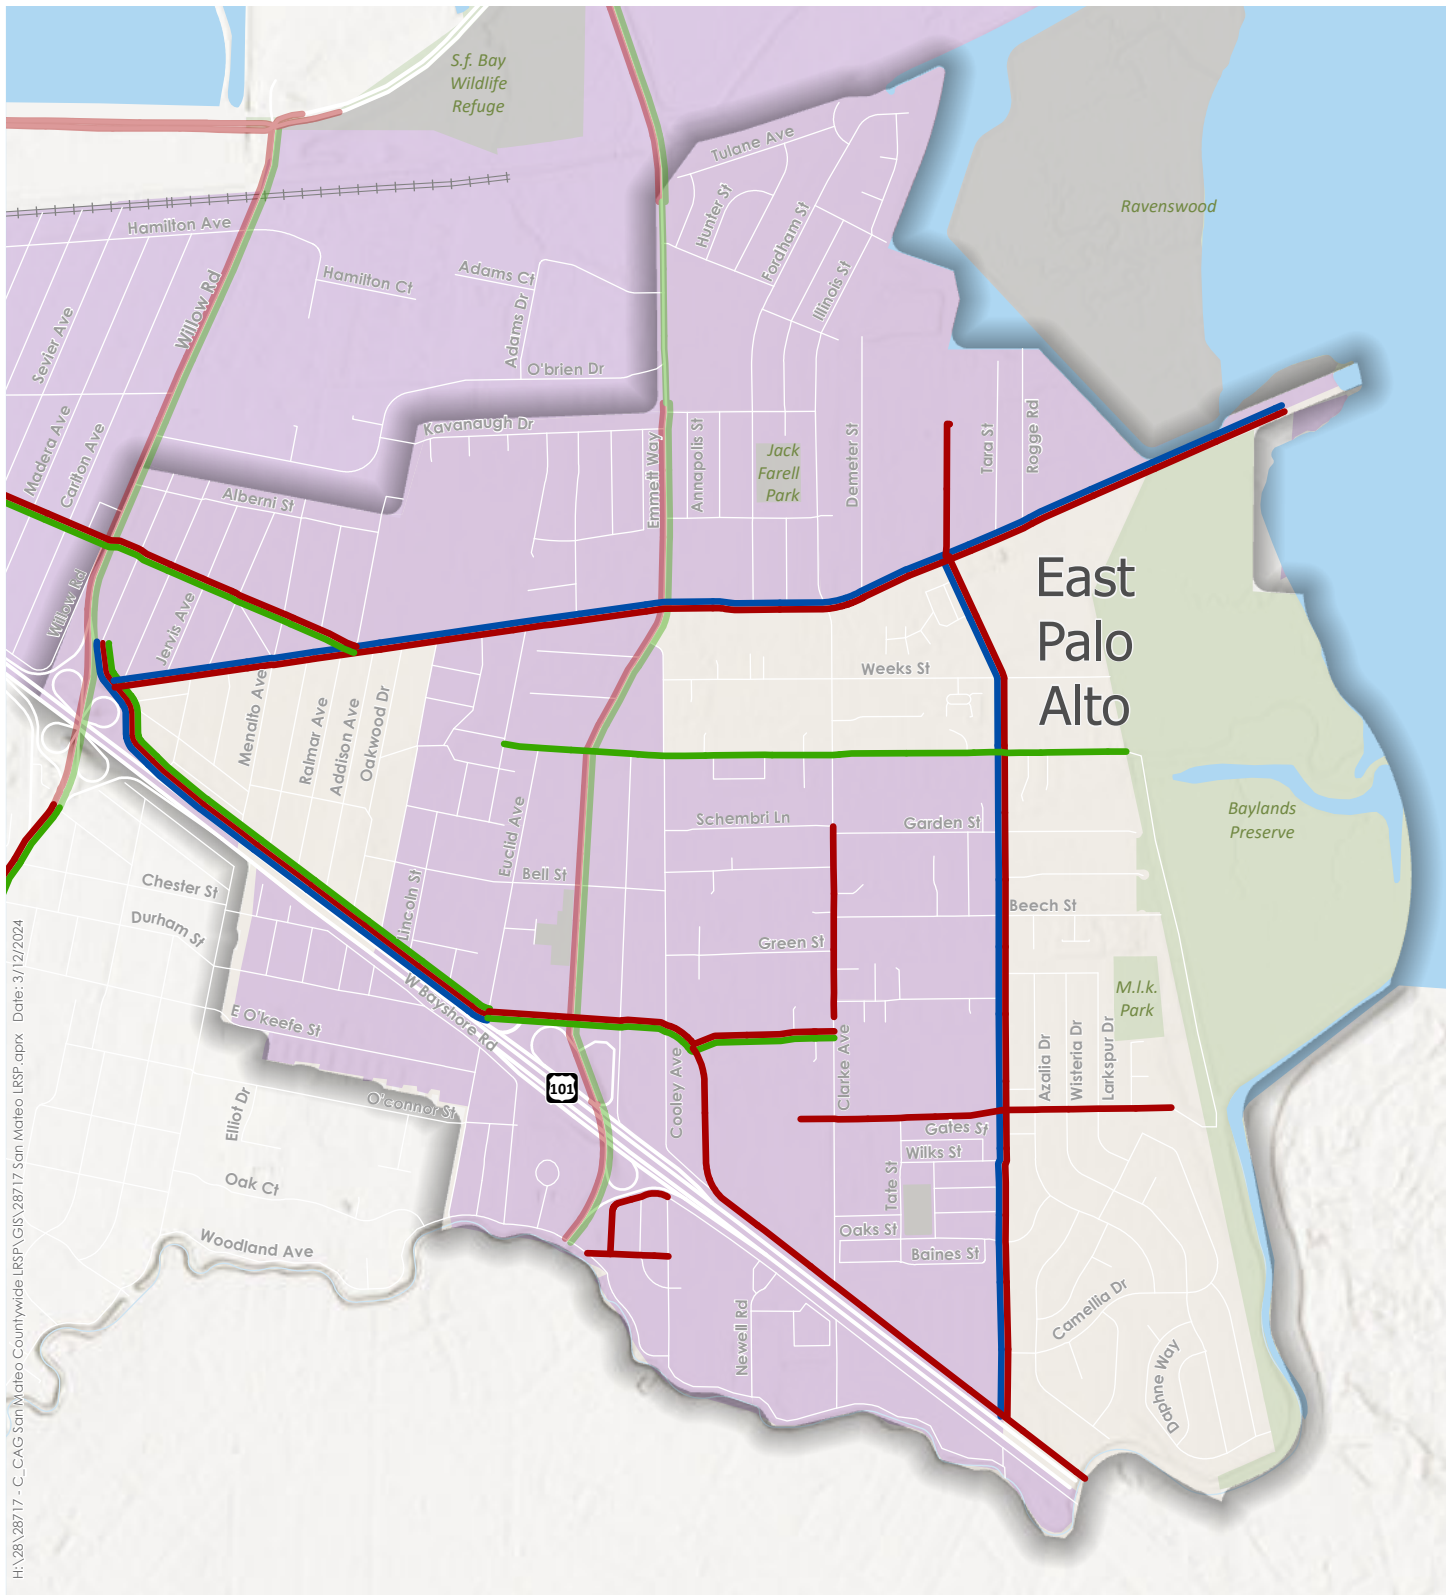 S.f. Bay
Wildlife
Refuge
Tulane Ave
Ravenswood
Hamilton Ave
Hunter St
Fordham St
Hamilton Ct
Adams Ct
Willow Rd
Illinois St
Adams Dr
Sevier Ave
O'brien Dr
Kavanaugh Dr
Madera Ave
Carlton Ave
Emmett Way
Annapolis St
Jack
Farell
Park
Demeter St
Tara St
Rogge Rd
Alberni St
East
Palo
Alto
Willow Rd
Jervis Ave
Weeks St
Menalto Ave
Ralmar Ave
Addison Ave
Oakwood Dr
Baylands
Preserve
Schembri Ln
Garden St
Euclid Ave
Bell St
Chester St
Lincoln St
Beech St
Durham St
Green St
W Bayshore Rd
M.l.k.
Park
E O'keefe St
101
Cooley Ave
Clarke Ave
Azalia Dr
Wisteria Dr
Larkspur Dr
Elliot Dr
O'connor St
Gates St
Wilks St
Tate St
Oak Ct
Oaks St
Woodland Ave
Baines St
Newell Rd
Camellia Dr
Daphne Way
H:\28\28717 - C_CAG San Mateo Countywide LRSP\GIS\28717 San Mateo LRSP.aprx Date: 3/12/2024